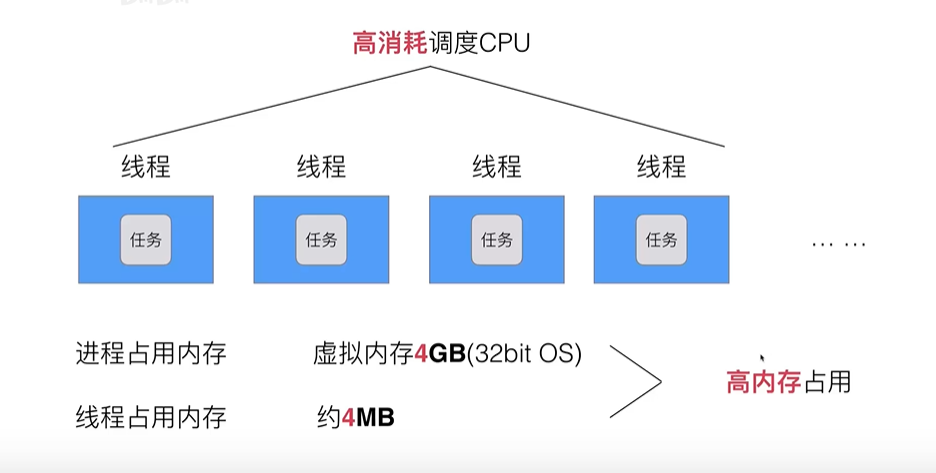 高消耗调度CPU
线程 线程 线程 线程
任务 任务 任务 任务 ... ...
进程占用内存 虚拟内存4GB(32bit OS)
高内存占用
线程占用内存 约4MB